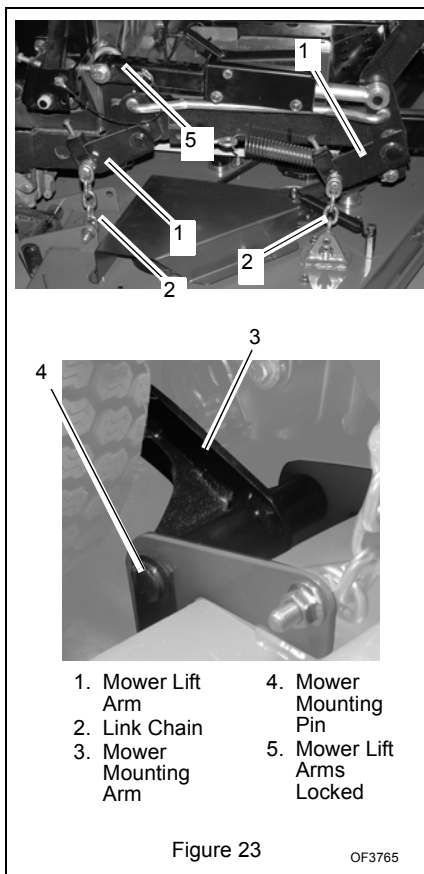 1
5
1
2
2
3
4
1. Mower Lift
Arm
2. Link Chain
3. Mower
Mounting
Arm
4. Mower
Mounting
Pin
5. Mower Lift
Arms
Locked
Figure 23
OF3765